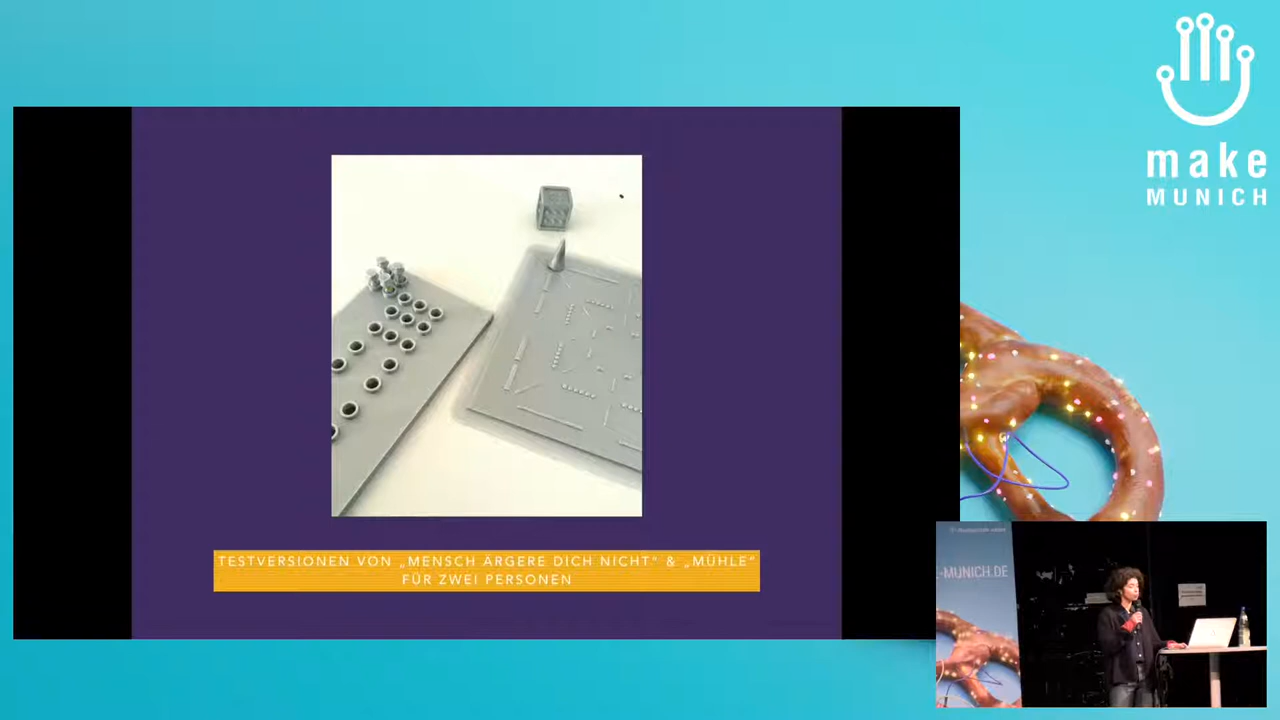 make
MUNICH
TESTVERSIONEN VON „MENSCH ÄRGERE DICH NICHT“ & „MÜHLE“
FÜR ZWEI PERSONEN
-MUNICH.DE